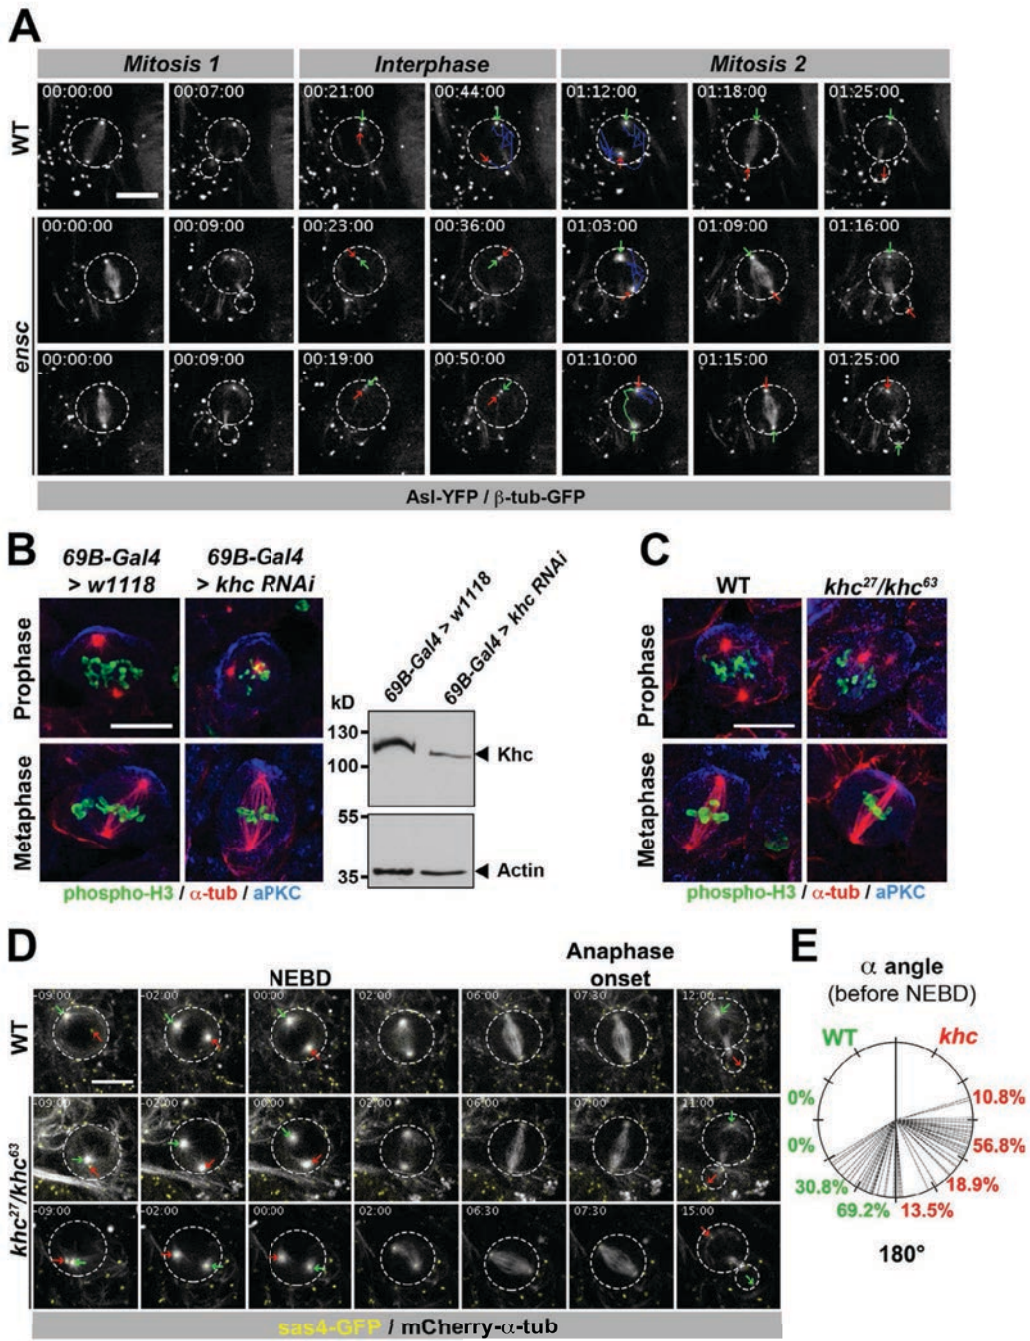 A
Mitosis 1 Interphase Mitosis 2
WT
00:00:00 00:07:00 00:21:00 00:44:00 01:12:00 01:18:00 01:25:00
ensc
00:00:00 00:09:00 00:23:00 00:36:00 01:03:00 01:09:00 01:16:00
00:00:00 00:09:00 00:19:00 00:50:00 01:10:00 01:15:00 01:25:00
Asl-YFP / β-tub-GFP
B
69B-Gal4 > w1118
69B-Gal4 > khc RNAi
Prophase
Metaphase
phospho-H3 / α-tub / aPKC
69B-Gal4 > w1118
69B-Gal4 > khc RNAi
kD
130
100
Khc
55
35
Actin
C
WT khc27/khc63
Prophase
Metaphase
phospho-H3 / α-tub / aPKC
D
NEBD
Anaphase
onset
WT
-09:00 -02:00 00:00 02:00 06:00 07:30 12:00
khc27/khc63
-09:00 -02:00 00:00 02:00 06:00 07:00 11:00
-09:00 -02:00 00:00 02:00 06:30 07:30 15:00
sas4-GFP / mCherry-α-tub
E
α angle
(before NEBD)
WT khc
0% 10.8%
0% 56.8%
30.8% 18.9%
69.2% 13.5%
180°